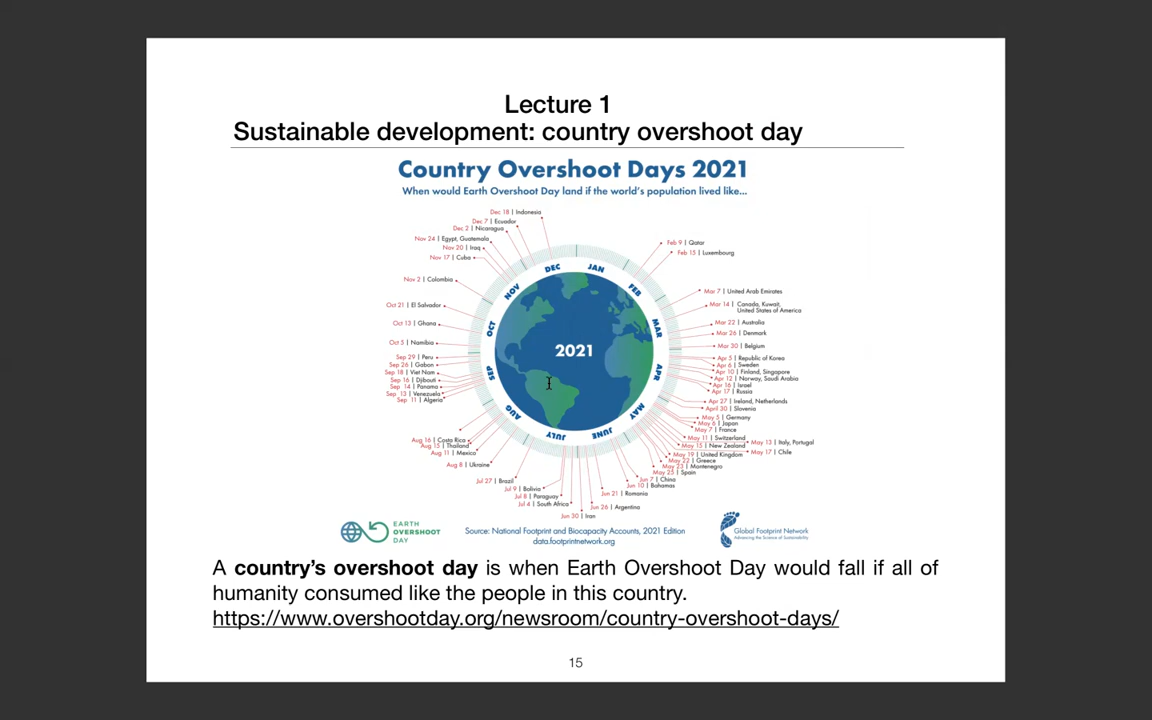 Lecture 1
Sustainable development: country overshoot day
Country Overshoot Days 2021
When would Earth Overshoot Day land if the world's population lived like...
Dec 18 | Indonesia
Dec 7 | Ecuador
Dec 2 | Nicaragua
Nov 24 | Egypt, Guatemala
Nov 20 | Iraq
Nov 17 | Cuba
Nov 2 | Colombia
Oct 21 | El Salvador
Oct 13 | Ghana
Oct 5 | Namibia
Sep 29 | Peru
Sep 26 | Gabon
Sep 18 | Viet Nam
Sep 16 | Djibouti
Sep 14 | Panama
Sep 13 | Venezuela
Sep 11 | Algeria
Aug 16 | Costa Rica
Aug 15 | Thailand
Aug 11 | Mexico
Aug 8 | Ukraine
Jul 27 | Brazil
Jul 9 | Bolivia
Jul 8 | Paraguay
Jul 4 | South Africa
Jun 30 | Iran
Feb 9 | Qatar
Feb 15 | Luxembourg
Mar 7 | United Arab Emirates
Mar 14 | Canada, Kuwait,
United States of America
Mar 22 | Australia
Mar 26 | Denmark
Mar 30 | Belgium
Apr 5 | Republic of Korea
Apr 6 | Sweden
Apr 10 | Finland, Singapore
Apr 12 | Norway, Saudi Arabia
Apr 16 | Israel
Apr 17 | Russia
Apr 27 | Ireland, Netherlands
April 30 | Slovenia
May 5 | Germany
May 6 | Japan
May 7 | France
May 11 | Switzerland
May 13 | Italy, Portugal
May 15 | New Zealand
May 17 | Chile
May 19 | United Kingdom
May 22 | Greece
May 23 | Montenegro
May 25 | Spain
Jun 7 | China
Jun 10 | Bahamas
Jun 21 | Romania
Jun 26 | Argentina
JAN
FEB
MAR
APR
MAY
JUNE
JULY
AUG
SEP
OCT
NOV
DEC
2021
EARTH
OVERSHOOT
DAY
Source: National Footprint and Biocapacity Accounts, 2021 Edition
data.footprintnetwork.org
Global Footprint Network
Advancing the Science of Sustainability
A country's overshoot day is when Earth Overshoot Day would fall if all of
humanity consumed like the people in this country.
https://www.overshootday.org/newsroom/country-overshoot-days/
15